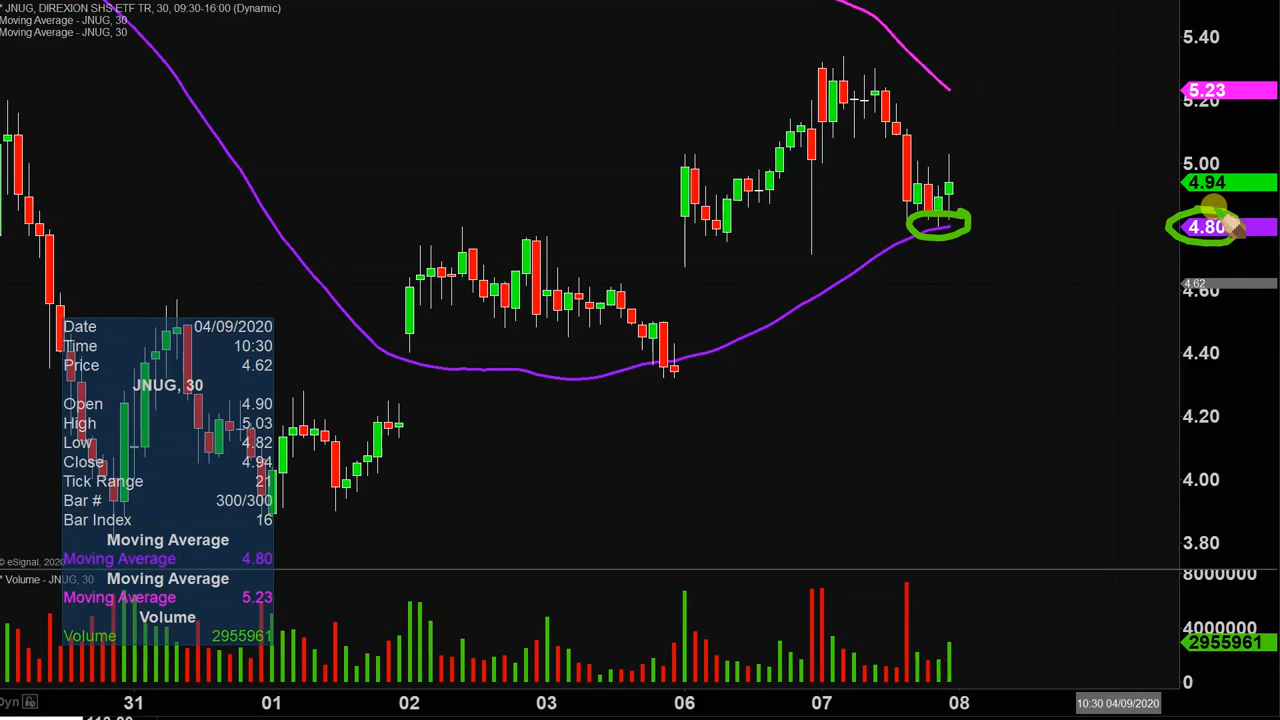 * JNUG, DIREXION SHS ETF TR, 30, 09:30-16:00 (Dynamic)
Moving Average - JNUG, 30
Moving Average - JNUG, 30
5.40
5.23
5.20
5.00
4.94
4.80
4.62
4.60
4.40
4.20
4.00
3.80
Date 04/09/2020
Time 10:30
Price 4.62
JNUG, 30
Open 4.90
High 5.03
Low 4.82
Close 4.94
Tick Range 21
Bar # 300/300
Bar Index 16
Moving Average
Moving Average 4.80
Moving Average
Moving Average 5.23
Volume
Volume 2955961
© eSignal, 2020
* Volume - JNUG, 30
8000000
4000000
2955961
0
Dyn
31 01 02 03 06 07 08
10:30 04/09/2020